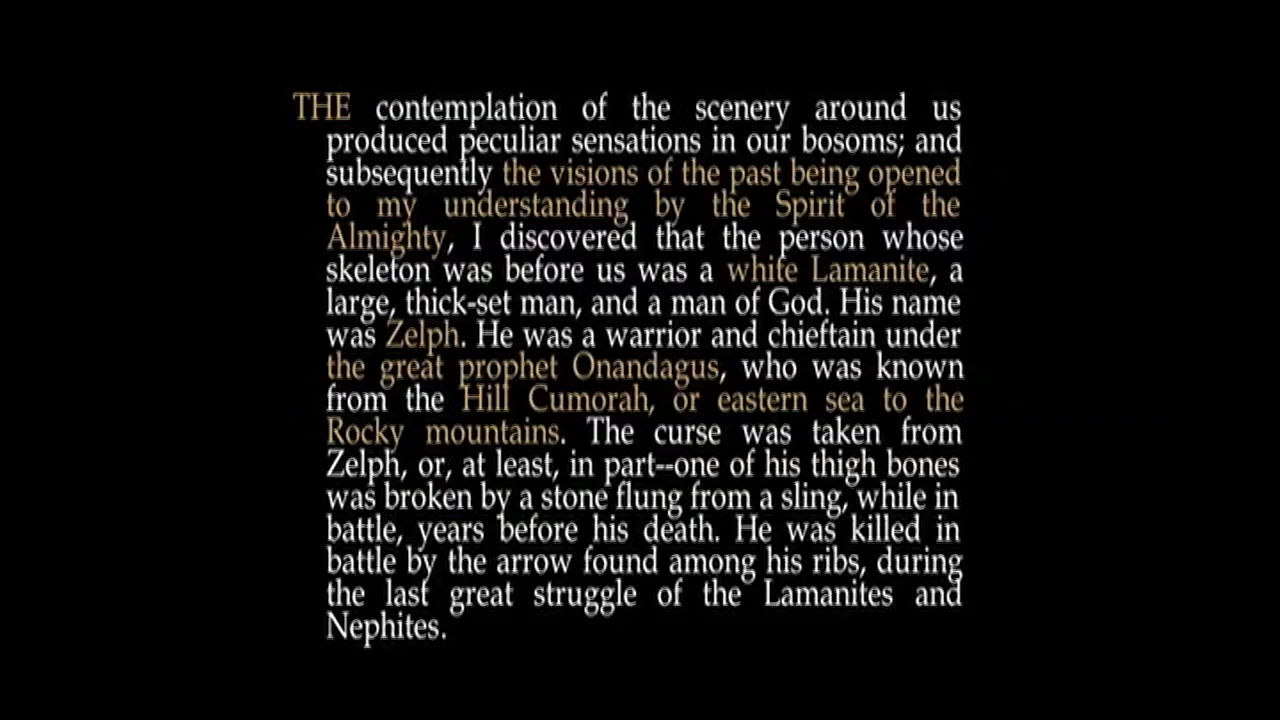 THE contemplation of the scenery around us
produced peculiar sensations in our bosoms; and
subsequently the visions of the past being opened
to my understanding by the Spirit of the
Almighty, I discovered that the person whose
skeleton was before us was a white Lamanite, a
large, thick-set man, and a man of God. His name
was Zelph. He was a warrior and chieftain under
the great prophet Onandagus, who was known
from the Hill Cumorah, or eastern sea to the
Rocky mountains. The curse was taken from
Zelph, or, at least, in part--one of his thigh bones
was broken by a stone flung from a sling, while in
battle, years before his death. He was killed in
battle by the arrow found among his ribs, during
the last great struggle of the Lamanites and
Nephites.